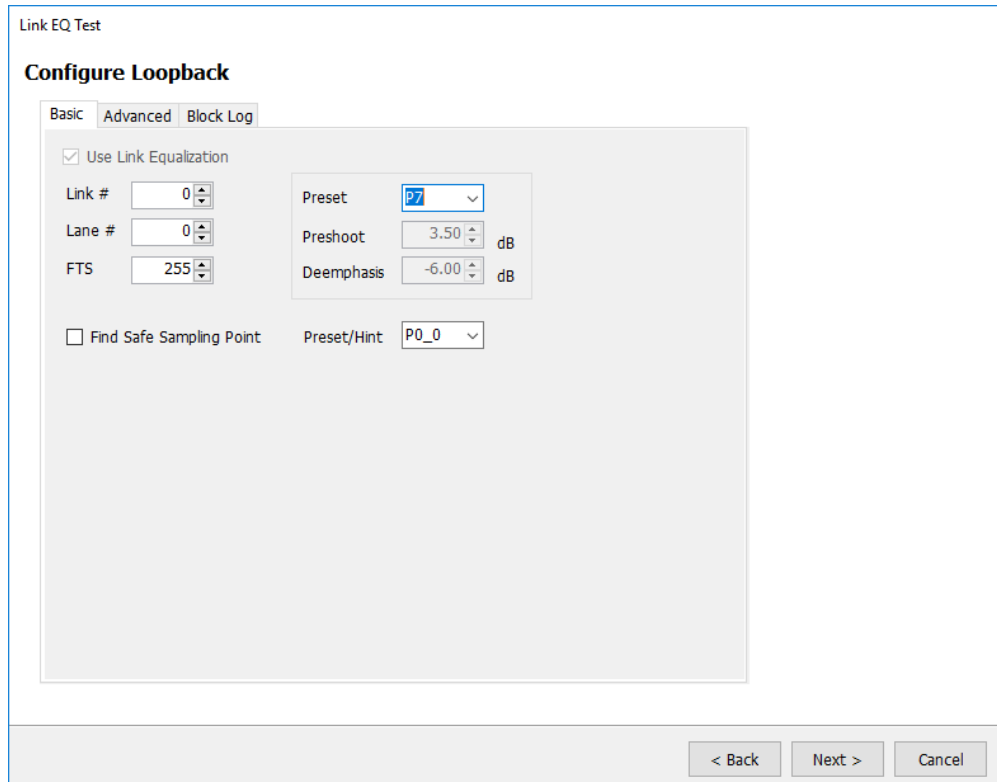 Link EQ Test
Configure Loopback
Basic Advanced Block Log
Use Link Equalization
Link # 0
Lane # 0
FTS 255
Preset P7
Preshoot 3.50 dB
Deemphasis -6.00 dB
Find Safe Sampling Point
Preset/Hint P0_0
< Back Next > Cancel